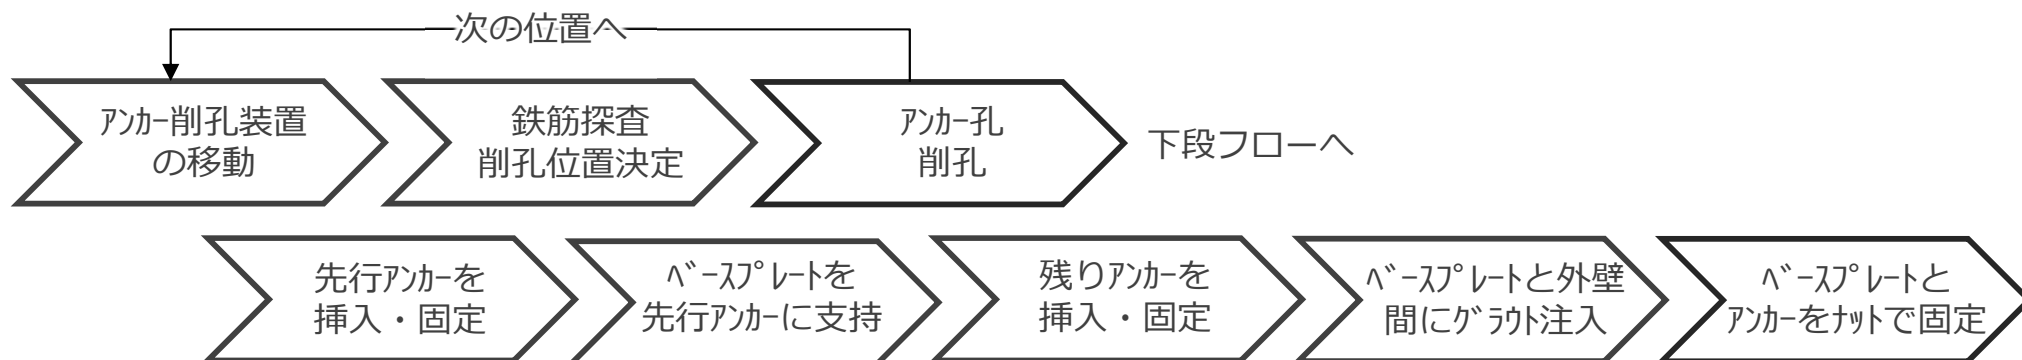 次の位置へ
ｱﾝｶｰ削孔装置
の移動
鉄筋探査
削孔位置決定
ｱﾝｶｰ孔
削孔
下段フローへ
先行ｱﾝｶｰを
挿入・固定
ﾍﾞｰｽﾌﾟﾚｰﾄを
先行ｱﾝｶｰに支持
残りｱﾝｶｰを
挿入・固定
ﾍﾞｰｽﾌﾟﾚｰﾄと外壁
間にｸﾞﾗｳﾄ注入
ﾍﾞｰｽﾌﾟﾚｰﾄと
ｱﾝｶｰをﾅｯﾄで固定